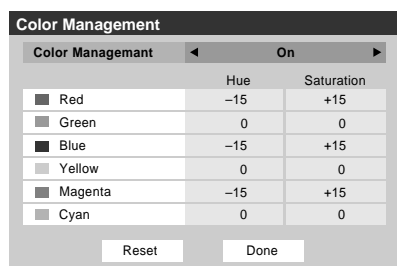 Color Management
Color Managemant ◀ On ▶
Hue Saturation
Red –15 +15
Green 0 0
Blue –15 +15
Yellow 0 0
Magenta –15 +15
Cyan 0 0
Reset Done